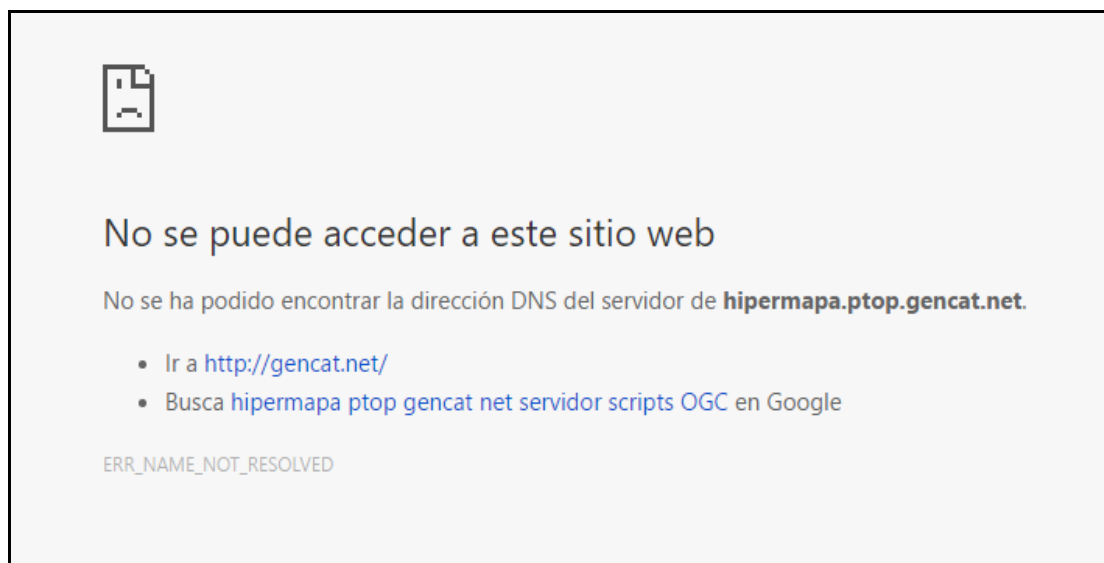 No se puede acceder a este sitio web
No se ha podido encontrar la dirección DNS del servidor de hipermapa.ptop.gencat.net.
• Ir a http://gencat.net/
• Busca hipermapa ptop gencat net servidor scripts OGC en Google
ERR_NAME_NOT_RESOLVED